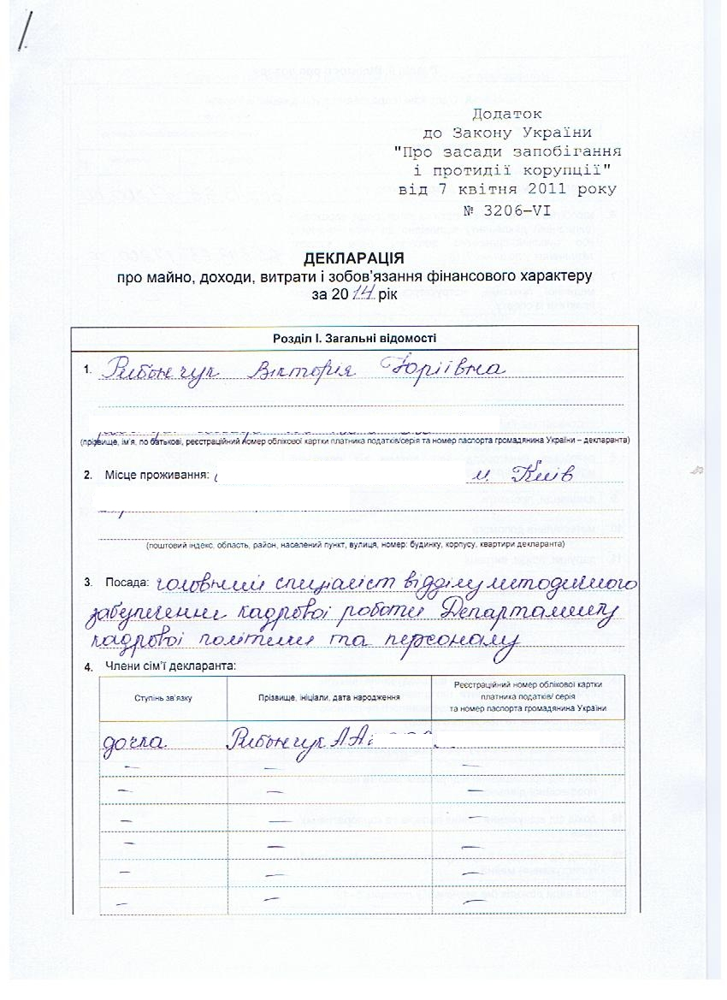 1
Додаток
до Закону України
"Про засади запобігання
і протидії корупції"
від 7 квітня 2011 року
№ 3206–VI
ДЕКЛАРАЦІЯ
про майно, доходи, витрати і зобов’язання фінансового характеру
за 2014 рік
Розділ I. Загальні відомості
1. Рибончук Вікторія Юріївна
(прізвище, ім’я, по батькові, реєстраційний номер облікової картки платника податків/серія та номер паспорта громадянина України – декларанта)
2. Місце проживання: м. Київ
(поштовий індекс, область, район, населений пункт, вулиця, номер: будинку, корпусу, квартири декларанта)
3. Посада: головний спеціаліст відділу методичного
забезпечення кадрової роботи Департаменту
кадрової політики та персоналу
4. Члени сім’ї декларанта:
Ступінь зв’язку
Прізвище, ініціали, дата народження
Реєстраційний номер облікової картки
платника податків/ серія
та номер паспорта громадянина України
дочка Рибончук А.А.